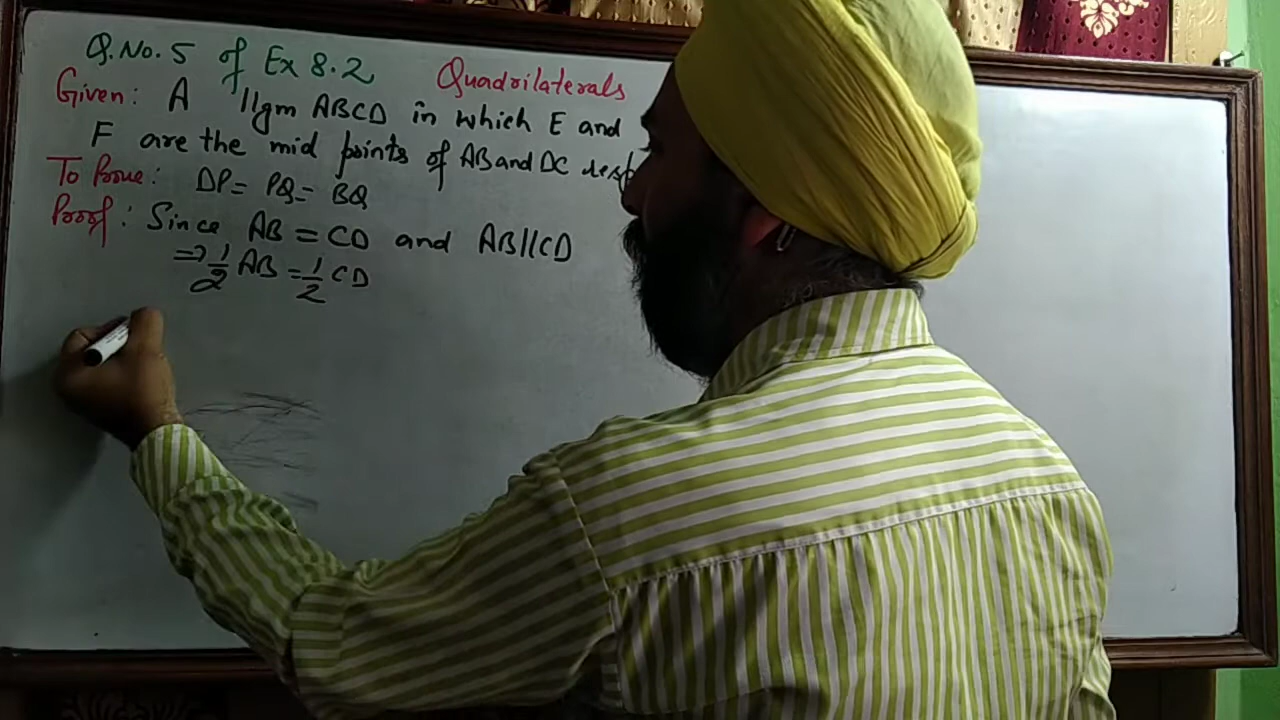 Q.No. 5 of Ex 8.2 Quadrilaterals
Given: A ||gm ABCD in which E and
F are the mid points of AB and DC resp
To Prove: DP = PQ = BQ
Proof: Since AB = CD and AB||CD
⇒ 1/2 AB = 1/2 CD